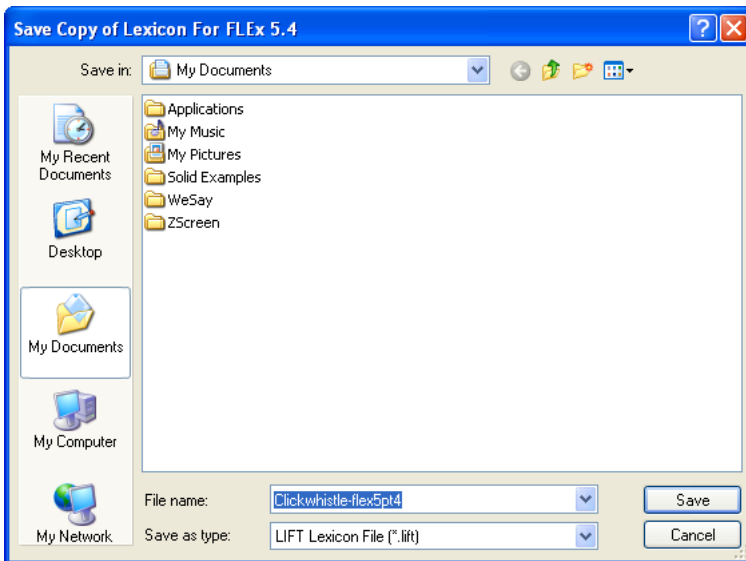 Save Copy of Lexicon For FLEx 5.4
Save in:
My Documents
My Recent
Documents
Desktop
My Documents
My Computer
My Network
Applications
My Music
My Pictures
Solid Examples
WeSay
ZScreen
File name:
Clickwhistle-flex5pt4
Save
Save as type:
LIFT Lexicon File (*.lift)
Cancel